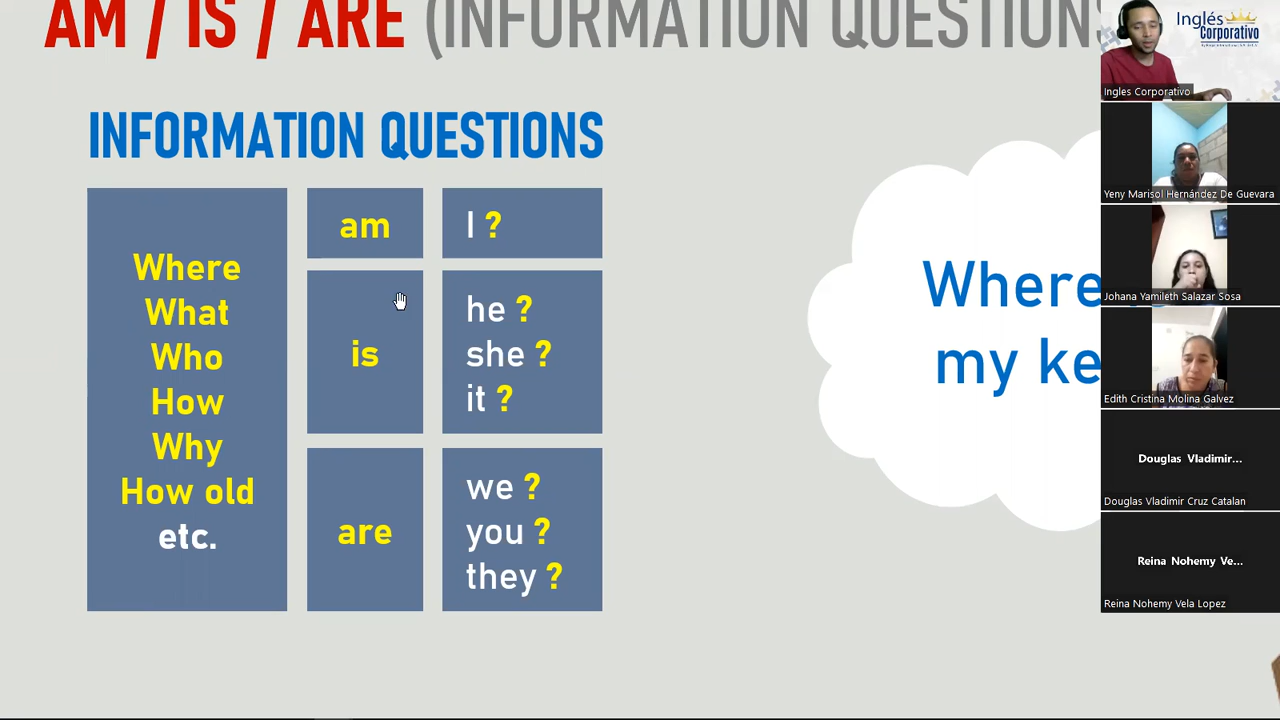 AM / IS / ARE (INFORMATION QUESTIONS
INFORMATION QUESTIONS
Where
What
Who
How
Why
How old
etc.
am
is
are
I ?
he ?
she ?
it ?
we ?
you ?
they ?
Where
my ke
Inglés
Corporativo
Ingles Corporativo
Yeny Marisol Hernández De Guevara
Johana Yamileth Salazar Sosa
Edith Cristina Molina Galvez
Douglas Vladimir...
Douglas Vladimir Cruz Catalan
Reina Nohemy Ve...
Reina Nohemy Vela Lopez